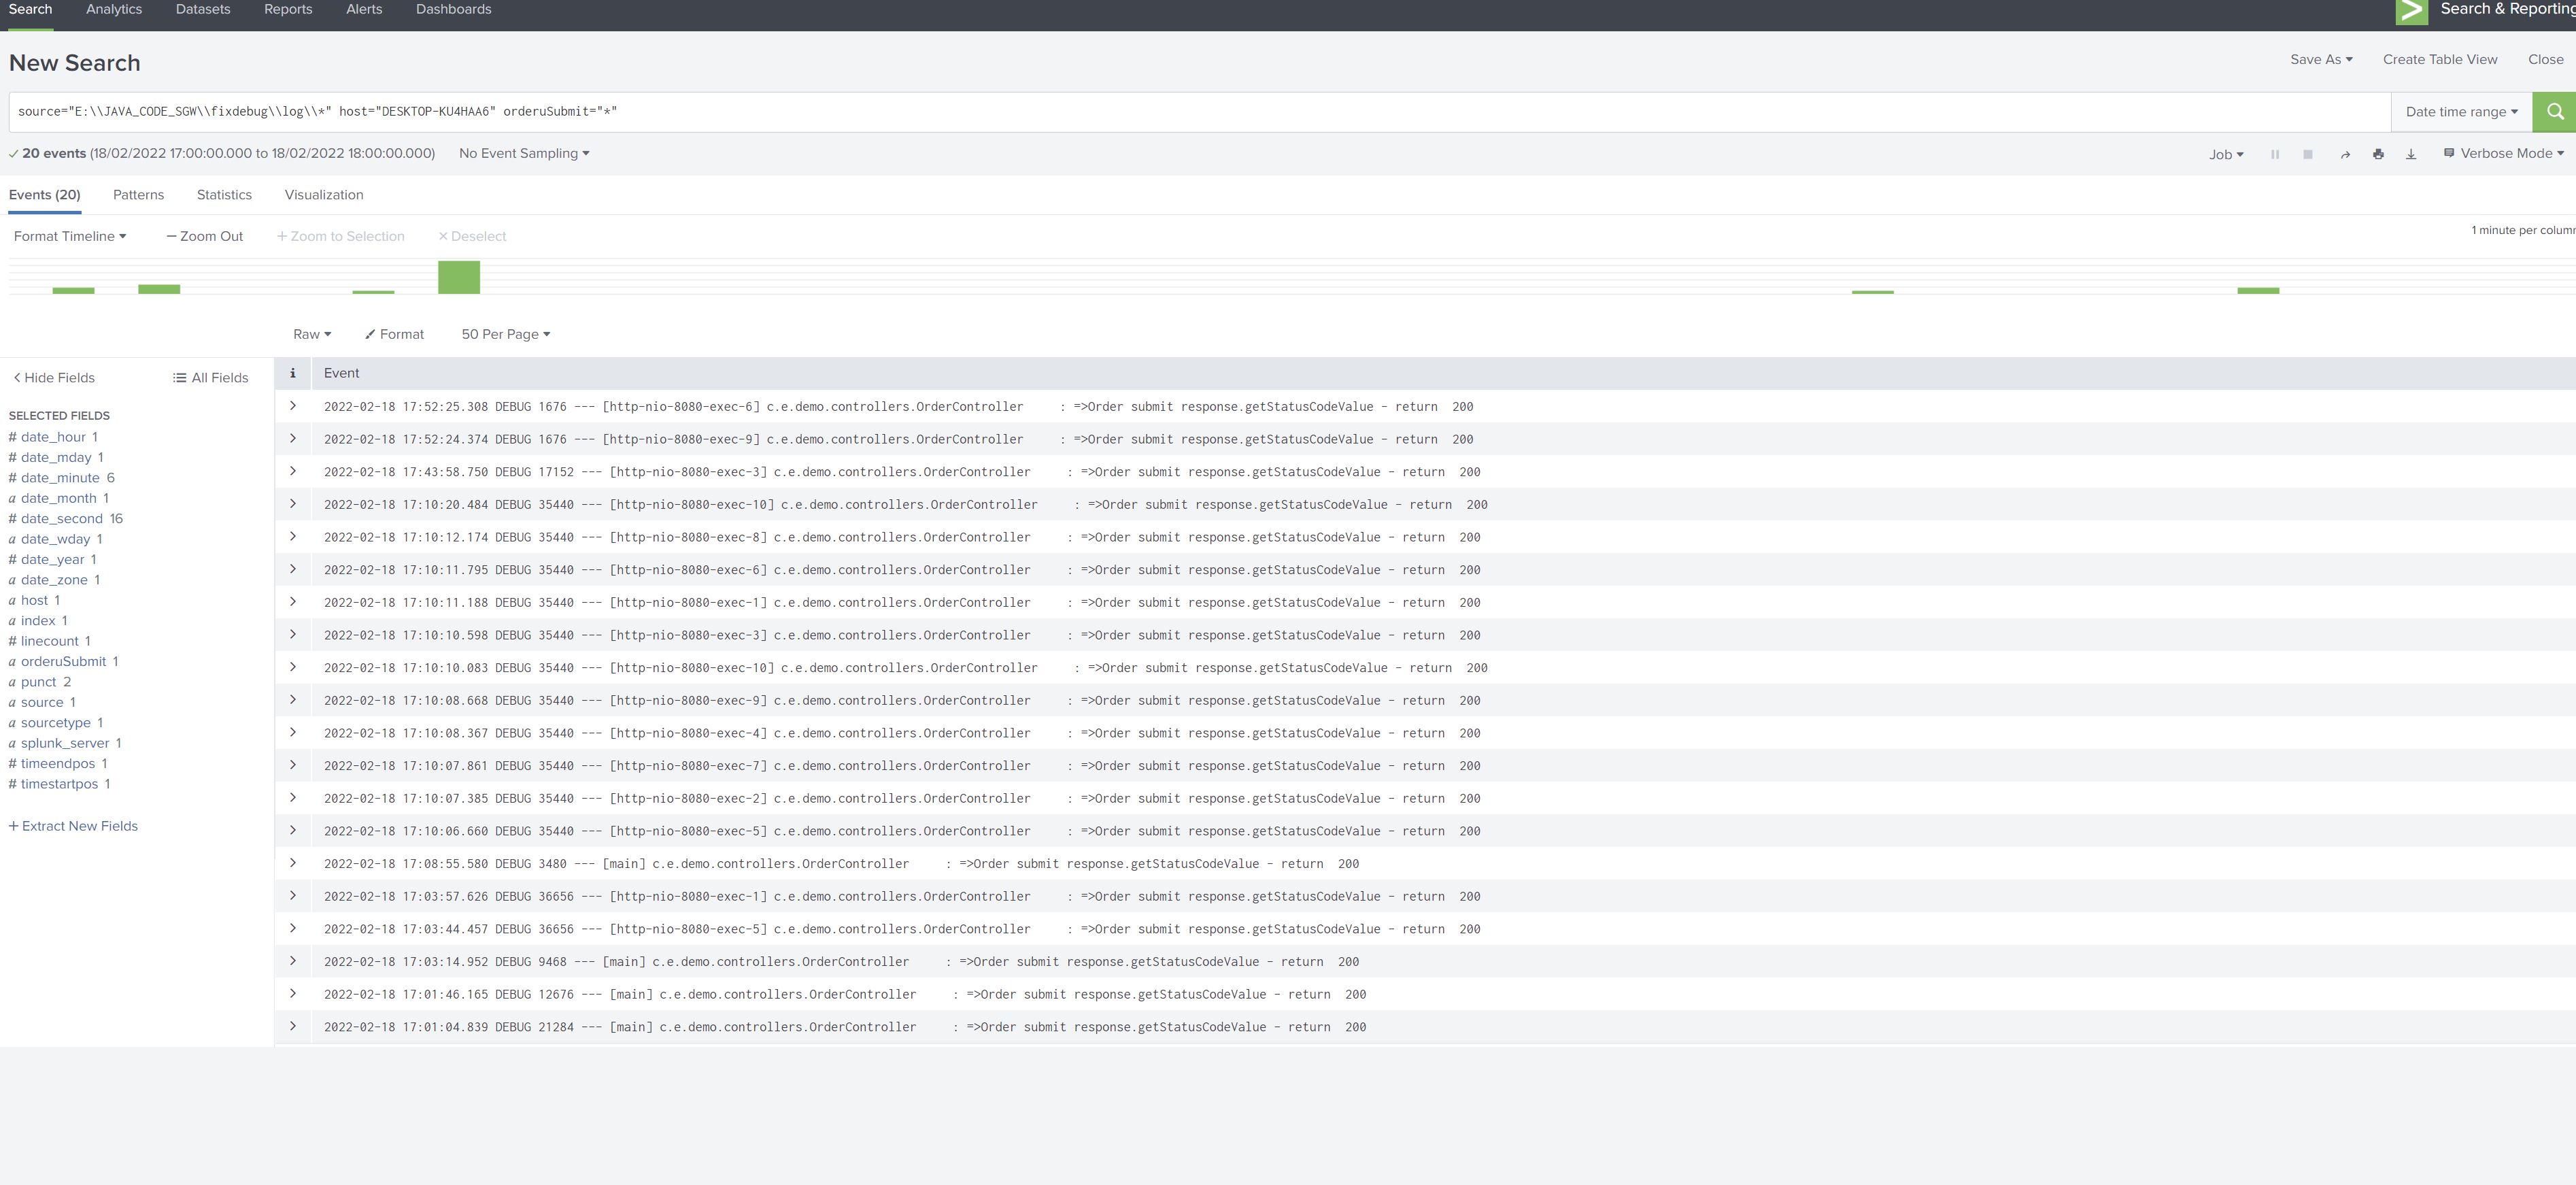 Search Analytics Datasets Reports Alerts Dashboards Search & Reporting
New Search
Save As Create Table View Close
source="E:\\JAVA_CODE_SGW\\fixdebug\\log\\*" host="DESKTOP-KU4HAA6" orderuSubmit="*"
Date time range
20 events (18/02/2022 17:00:00.000 to 18/02/2022 18:00:00.000) No Event Sampling
Job Verbose Mode
Events (20) Patterns Statistics Visualization
Format Timeline — Zoom Out + Zoom to Selection × Deselect
1 minute per column
Raw Format 50 Per Page
< Hide Fields All Fields
SELECTED FIELDS
# date_hour 1
# date_mday 1
# date_minute 6
a date_month 1
# date_second 16
a date_wday 1
# date_year 1
a date_zone 1
a host 1
a index 1
# linecount 1
a orderuSubmit 1
a punct 2
a source 1
a sourcetype 1
a splunk_server 1
# timeendpos 1
# timestartpos 1
+ Extract New Fields
i Event
2022-02-18 17:52:25.308 DEBUG 1676 --- [http-nio-8080-exec-6] c.e.demo.controllers.OrderController : =>Order submit response.getStatusCodeValue - return 200
2022-02-18 17:52:24.374 DEBUG 1676 --- [http-nio-8080-exec-9] c.e.demo.controllers.OrderController : =>Order submit response.getStatusCodeValue - return 200
2022-02-18 17:43:58.750 DEBUG 17152 --- [http-nio-8080-exec-3] c.e.demo.controllers.OrderController : =>Order submit response.getStatusCodeValue - return 200
2022-02-18 17:10:20.484 DEBUG 35440 --- [http-nio-8080-exec-10] c.e.demo.controllers.OrderController : =>Order submit response.getStatusCodeValue - return 200
2022-02-18 17:10:12.174 DEBUG 35440 --- [http-nio-8080-exec-8] c.e.demo.controllers.OrderController : =>Order submit response.getStatusCodeValue - return 200
2022-02-18 17:10:11.795 DEBUG 35440 --- [http-nio-8080-exec-6] c.e.demo.controllers.OrderController : =>Order submit response.getStatusCodeValue - return 200
2022-02-18 17:10:11.188 DEBUG 35440 --- [http-nio-8080-exec-1] c.e.demo.controllers.OrderController : =>Order submit response.getStatusCodeValue - return 200
2022-02-18 17:10:10.598 DEBUG 35440 --- [http-nio-8080-exec-3] c.e.demo.controllers.OrderController : =>Order submit response.getStatusCodeValue - return 200
2022-02-18 17:10:10.083 DEBUG 35440 --- [http-nio-8080-exec-10] c.e.demo.controllers.OrderController : =>Order submit response.getStatusCodeValue - return 200
2022-02-18 17:10:08.668 DEBUG 35440 --- [http-nio-8080-exec-9] c.e.demo.controllers.OrderController : =>Order submit response.getStatusCodeValue - return 200
2022-02-18 17:10:08.367 DEBUG 35440 --- [http-nio-8080-exec-4] c.e.demo.controllers.OrderController : =>Order submit response.getStatusCodeValue - return 200
2022-02-18 17:10:07.861 DEBUG 35440 --- [http-nio-8080-exec-7] c.e.demo.controllers.OrderController : =>Order submit response.getStatusCodeValue - return 200
2022-02-18 17:10:07.385 DEBUG 35440 --- [http-nio-8080-exec-2] c.e.demo.controllers.OrderController : =>Order submit response.getStatusCodeValue - return 200
2022-02-18 17:10:06.660 DEBUG 35440 --- [http-nio-8080-exec-5] c.e.demo.controllers.OrderController : =>Order submit response.getStatusCodeValue - return 200
2022-02-18 17:08:55.580 DEBUG 3480 --- [main] c.e.demo.controllers.OrderController : =>Order submit response.getStatusCodeValue - return 200
2022-02-18 17:03:57.626 DEBUG 36656 --- [http-nio-8080-exec-1] c.e.demo.controllers.OrderController : =>Order submit response.getStatusCodeValue - return 200
2022-02-18 17:03:44.457 DEBUG 36656 --- [http-nio-8080-exec-5] c.e.demo.controllers.OrderController : =>Order submit response.getStatusCodeValue - return 200
2022-02-18 17:03:14.952 DEBUG 9468 --- [main] c.e.demo.controllers.OrderController : =>Order submit response.getStatusCodeValue - return 200
2022-02-18 17:01:46.165 DEBUG 12676 --- [main] c.e.demo.controllers.OrderController : =>Order submit response.getStatusCodeValue - return 200
2022-02-18 17:01:04.839 DEBUG 21284 --- [main] c.e.demo.controllers.OrderController : =>Order submit response.getStatusCodeValue - return 200